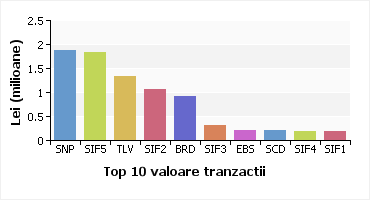 Lei (milioane)
2.5
2
1.5
1
0.5
0
SNP SIF5 TLV SIF2 BRD SIF3 EBS SCD SIF4 SIF1
Top 10 valoare tranzactii